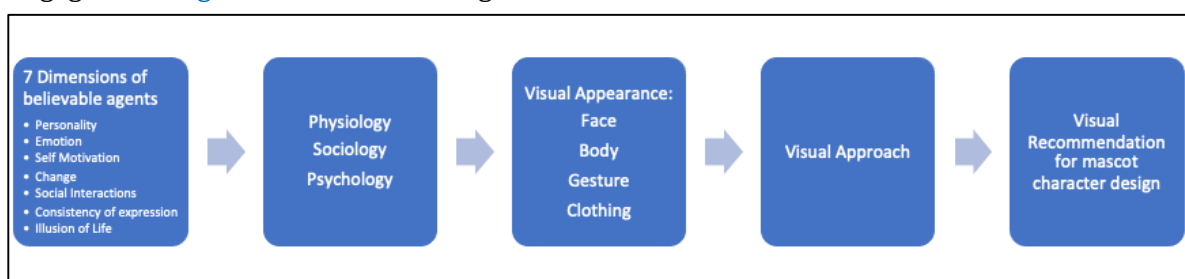 7 Dimensions of
believable agents
• Personality
• Emotion
• Self Motivation
• Change
• Social Interactions
• Consistency of expression
• Illusion of Life
Physiology
Sociology
Psychology
Visual Appearance:
Face
Body
Gesture
Clothing
Visual Approach
Visual
Recommendation
for mascot
character design